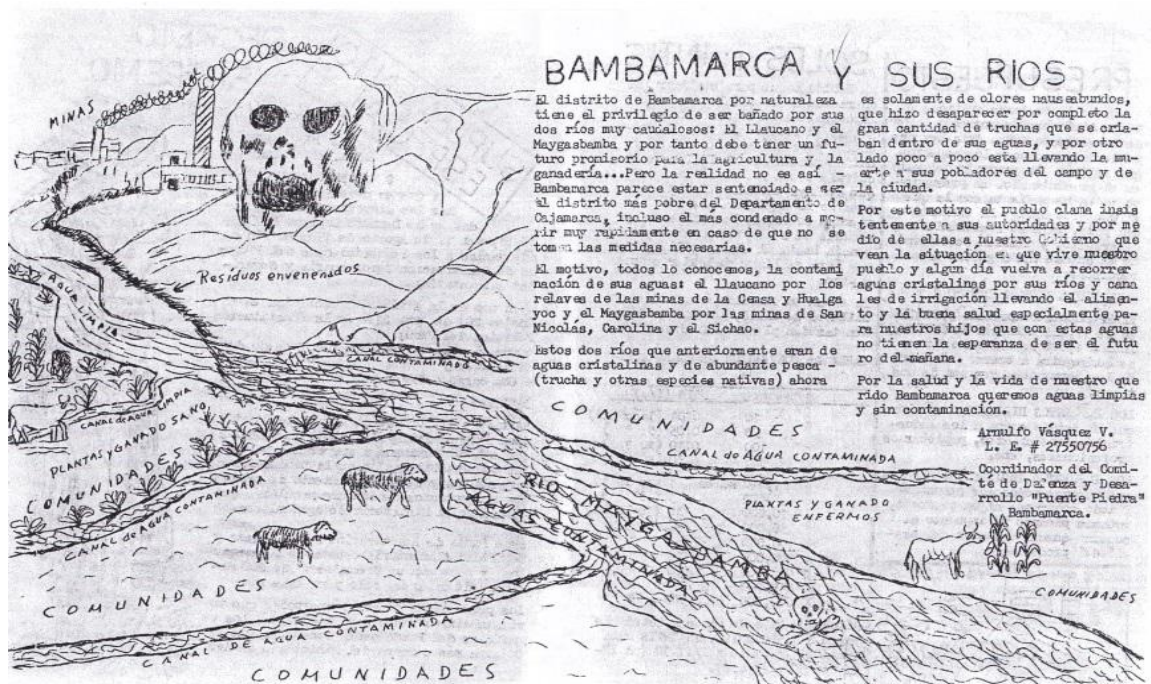 BAMBAMARCA Y SUS RIOS
El distrito de Bambamarca por naturaleza
tiene el privilegio de ser bañado por sus
dos ríos muy caudalosos: El Llaucano y el
Maygasbamba y por tanto debe tener un fu-
turo promisorio para la agricultura y la
ganadería...Pero la realidad no es así -
Bambamarca parece estar sentenciado a ser
el distrito más pobre del Departamento de
Cajamarca, incluso el más condenado a mo-
rir muy rapidamente en caso de que no se
tomen las medidas necesarias.
El motivo, todos lo conocemos, la contami
nación de sus aguas: el llaucano por los
relaves de las minas de la Cemsa y Hualga
yoc y el Maygasbamba por las minas de San
Nicolás, Carolina y el Sichao.
Estos dos ríos que anteriormente eran de
aguas cristalinas y de abundante pesca -
(trucha y otras especies nativas) ahora
es solamente de olores nauseabundos,
que hizo desaparecer por completo la
gran cantidad de truchas que se cria-
ban dentro de sus aguas, y por otro
lado poco a poco esta llevando la mu-
erte a sus pobladores del campo y de
la ciudad.
Por este motivo el pueblo clama insis
tentemente a sus autoridades y por me
dio de ellas a nuestro Gobierno que
vean la situación en que vive nuestro
pueblo y algún día vuelva a recorrer
aguas cristalinas por sus ríos y cana
les de irrigación llevando el alimen-
to y la buena salud especialmente pa-
ra nuestros hijos que con estas aguas
no tienen la esperanza de ser el futu
ro del mañana.
Por la salud y la vida de nuestro que
rido Bambamarca queremos aguas limpias
y sin contaminación.
Arnulfo Vásquez V.
L. E. # 27550756
Coordinador del Comi-
té de Defenza y Desa-
rrollo "Puente Piedra"
Bambamarca.
MINAS
Resíduos envenenados
AGUA LIMPIA
CANAL CONTAMINADO
CANAL de AGUA LIMPIA
PLANTAS Y GANADO SANO
COMUNIDADES
CANAL de AGUA CONTAMINADA
COMUNIDADES
CANAL DE AGUA CONTAMINADA
COMUNIDADES
COMUNIDADES
CANAL de AGUA CONTAMINADA
RIO MAYGASBAMBA
AGUAS CONTAMINADAS
PLANTAS Y GANADO
ENFERMOS
COMUNIDADES